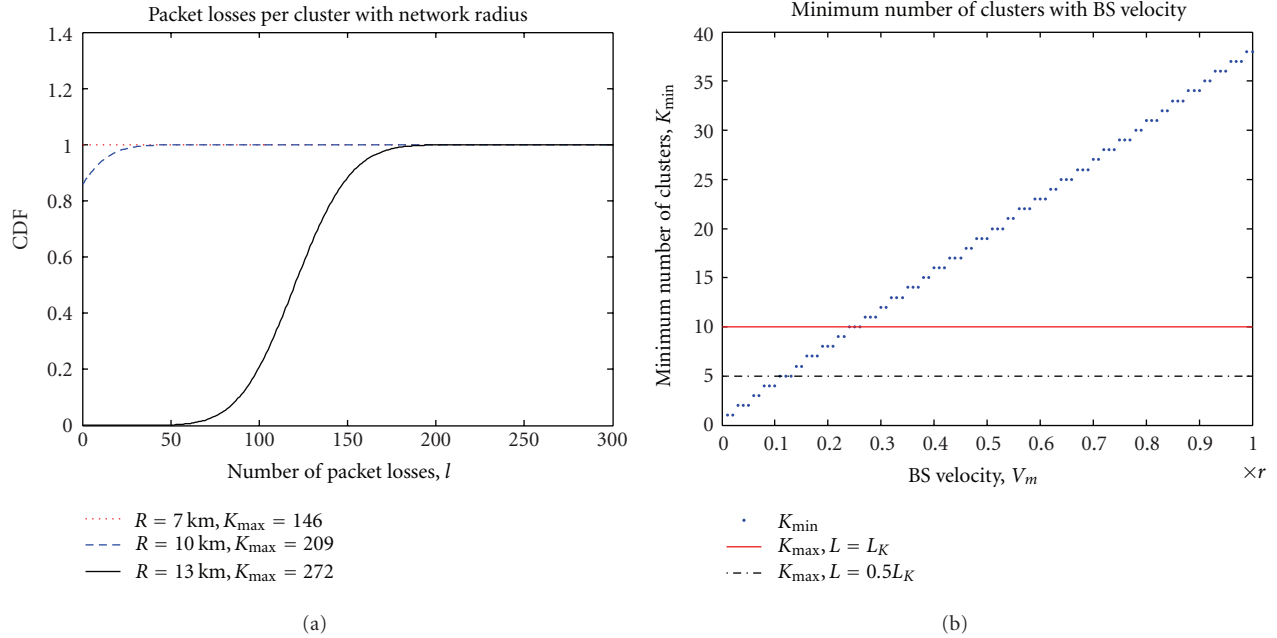 Packet losses per cluster with network radius
1.4
1.2
1
0.8
0.6
0.4
0.2
0
CDF
0 50 100 150 200 250 300
Number of packet losses, l
R = 7 km, Kmax = 146
R = 10 km, Kmax = 209
R = 13 km, Kmax = 272
(a)
Minimum number of clusters with BS velocity
40
35
30
25
20
15
10
5
0
Minimum number of clusters, Kmin
0 0.1 0.2 0.3 0.4 0.5 0.6 0.7 0.8 0.9 1
×r
BS velocity, Vm
Kmin
Kmax, L = LK
Kmax, L = 0.5LK
(b)